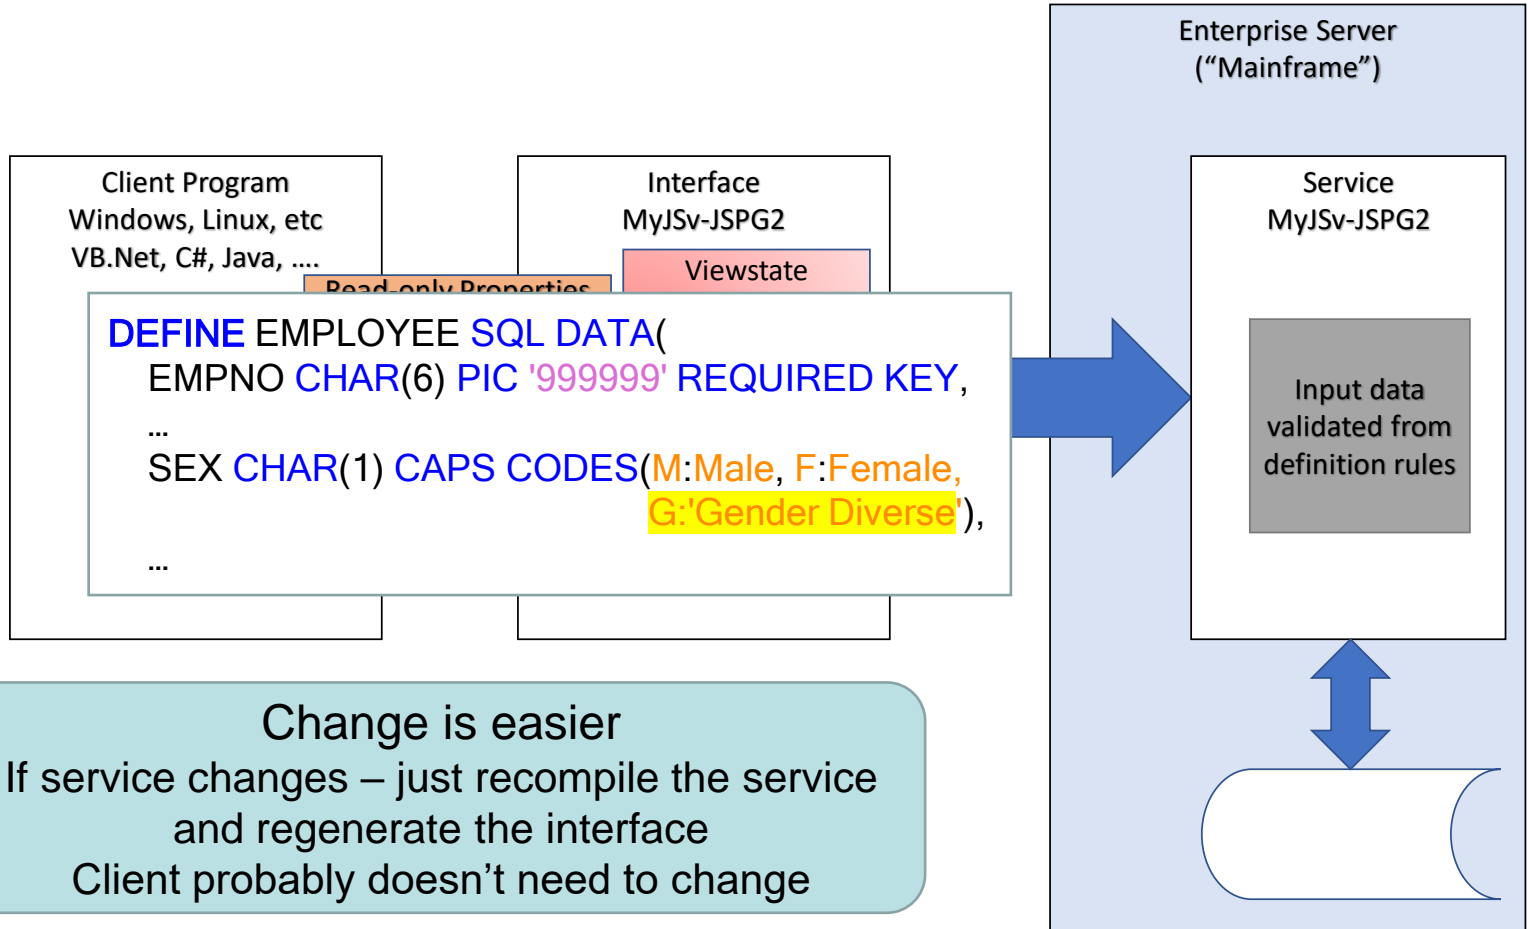 Enterprise Server
(“Mainframe”)
Client Program
Windows, Linux, etc
VB.Net, C#, Java, ....
Interface
MyJSv-JSPG2
Service
MyJSv-JSPG2
Read-only Properties
Viewstate
DEFINE EMPLOYEE SQL DATA(
EMPNO CHAR(6) PIC '999999' REQUIRED KEY,
...
SEX CHAR(1) CAPS CODES(M:Male, F:Female,
G:'Gender Diverse'),
...
Input data
validated from
definition rules
Change is easier
If service changes – just recompile the service
and regenerate the interface
Client probably doesn’t need to change